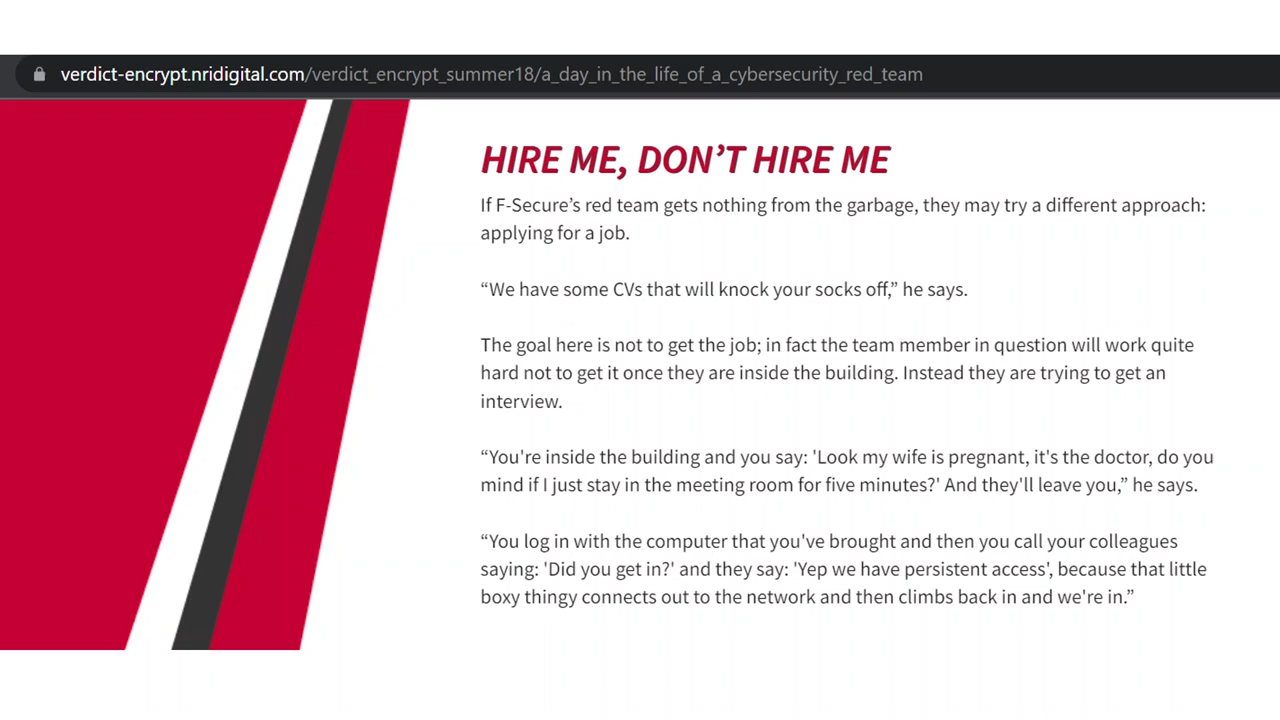 verdict-encrypt.nridigital.com/verdict_encrypt_summer18/a_day_in_the_life_of_a_cybersecurity_red_team
HIRE ME, DON’T HIRE ME
If F-Secure’s red team gets nothing from the garbage, they may try a different approach:
applying for a job.
“We have some CVs that will knock your socks off,” he says.
The goal here is not to get the job; in fact the team member in question will work quite
hard not to get it once they are inside the building. Instead they are trying to get an
interview.
“You're inside the building and you say: 'Look my wife is pregnant, it's the doctor, do you
mind if I just stay in the meeting room for five minutes?' And they'll leave you,” he says.
“You log in with the computer that you've brought and then you call your colleagues
saying: 'Did you get in?' and they say: 'Yep we have persistent access', because that little
boxy thingy connects out to the network and then climbs back in and we're in.”